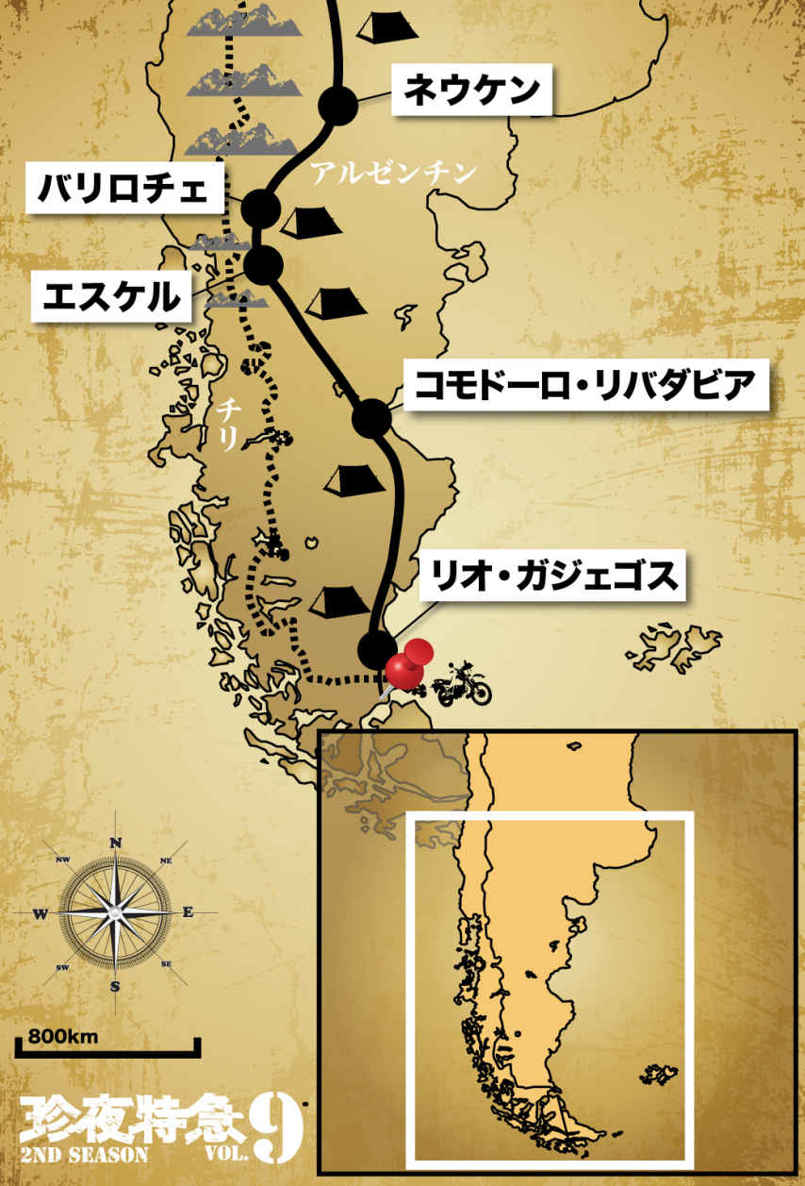 ネウケン
アルゼンチン
バリロチェ
エスケル
コモドーロ・リバダビア
チリ
リオ・ガジェゴス
N
NW
NE
W
E
SW
SE
S
800km
珍夜特急9
2ND SEASON VOL.